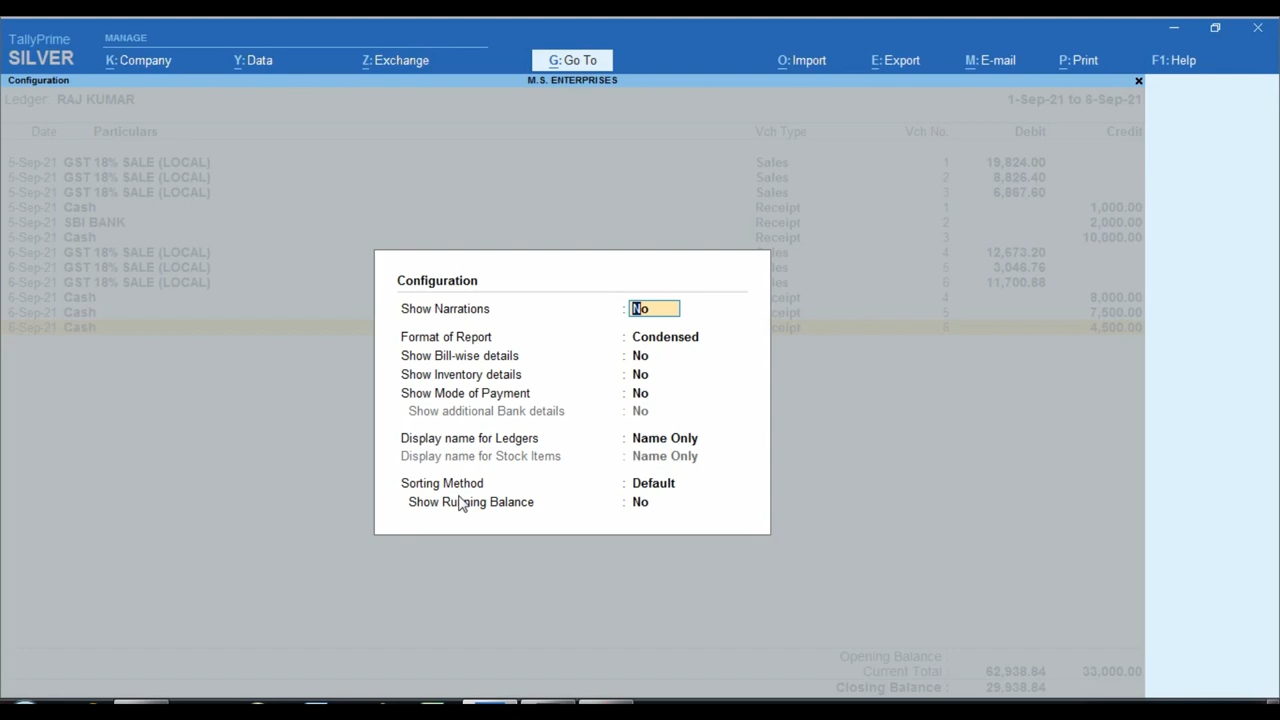 TallyPrime
SILVER
MANAGE
K: Company
Y: Data
Z: Exchange
G: Go To
O: Import
E: Export
M: E-mail
P: Print
F1: Help
Configuration
M.S. ENTERPRISES
Ledger: RAJ KUMAR 1-Sep-21 to 6-Sep-21
Date Particulars Vch Type Vch No. Debit Credit
5-Sep-21 GST 18% SALE (LOCAL) Sales 1 19,824.00
5-Sep-21 GST 18% SALE (LOCAL) Sales 2 8,826.40
5-Sep-21 GST 18% SALE (LOCAL) Sales 3 6,867.60
5-Sep-21 Cash Receipt 1 1,000.00
5-Sep-21 SBI BANK Receipt 2 2,000.00
5-Sep-21 Cash Receipt 3 10,000.00
6-Sep-21 GST 18% SALE (LOCAL) les 4 12,673.20
6-Sep-21 GST 18% SALE (LOCAL) les 5 3,046.76
6-Sep-21 GST 18% SALE (LOCAL) les 6 11,700.88
6-Sep-21 Cash ceipt 4 8,000.00
6-Sep-21 Cash ceipt 5 7,500.00
6-Sep-21 Cash ceipt 4,500.00
Configuration
Show Narrations : No
Format of Report : Condensed
Show Bill-wise details : No
Show Inventory details : No
Show Mode of Payment : No
Show additional Bank details : No
Display name for Ledgers : Name Only
Display name for Stock Items : Name Only
Sorting Method : Default
Show Running Balance : No
Opening Balance :
Current Total : 62,938.84 33,000.00
Closing Balance : 29,938.84